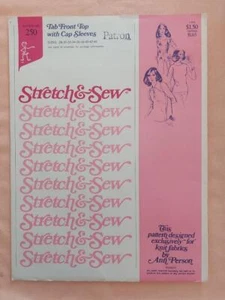 250
Tab Front Top
with Cap Sleeves
Patron
$1.50
Stretch & Sew
Stretch & Sew
Stretch & Sew
Stretch & Sew
Stretch & Sew
Stretch & Sew
Stretch & Sew
Stretch & Sew
Stretch & Sew
Stretch & Sew
This
pattern designed
exclusively for
knit fabrics
by
Ann Person